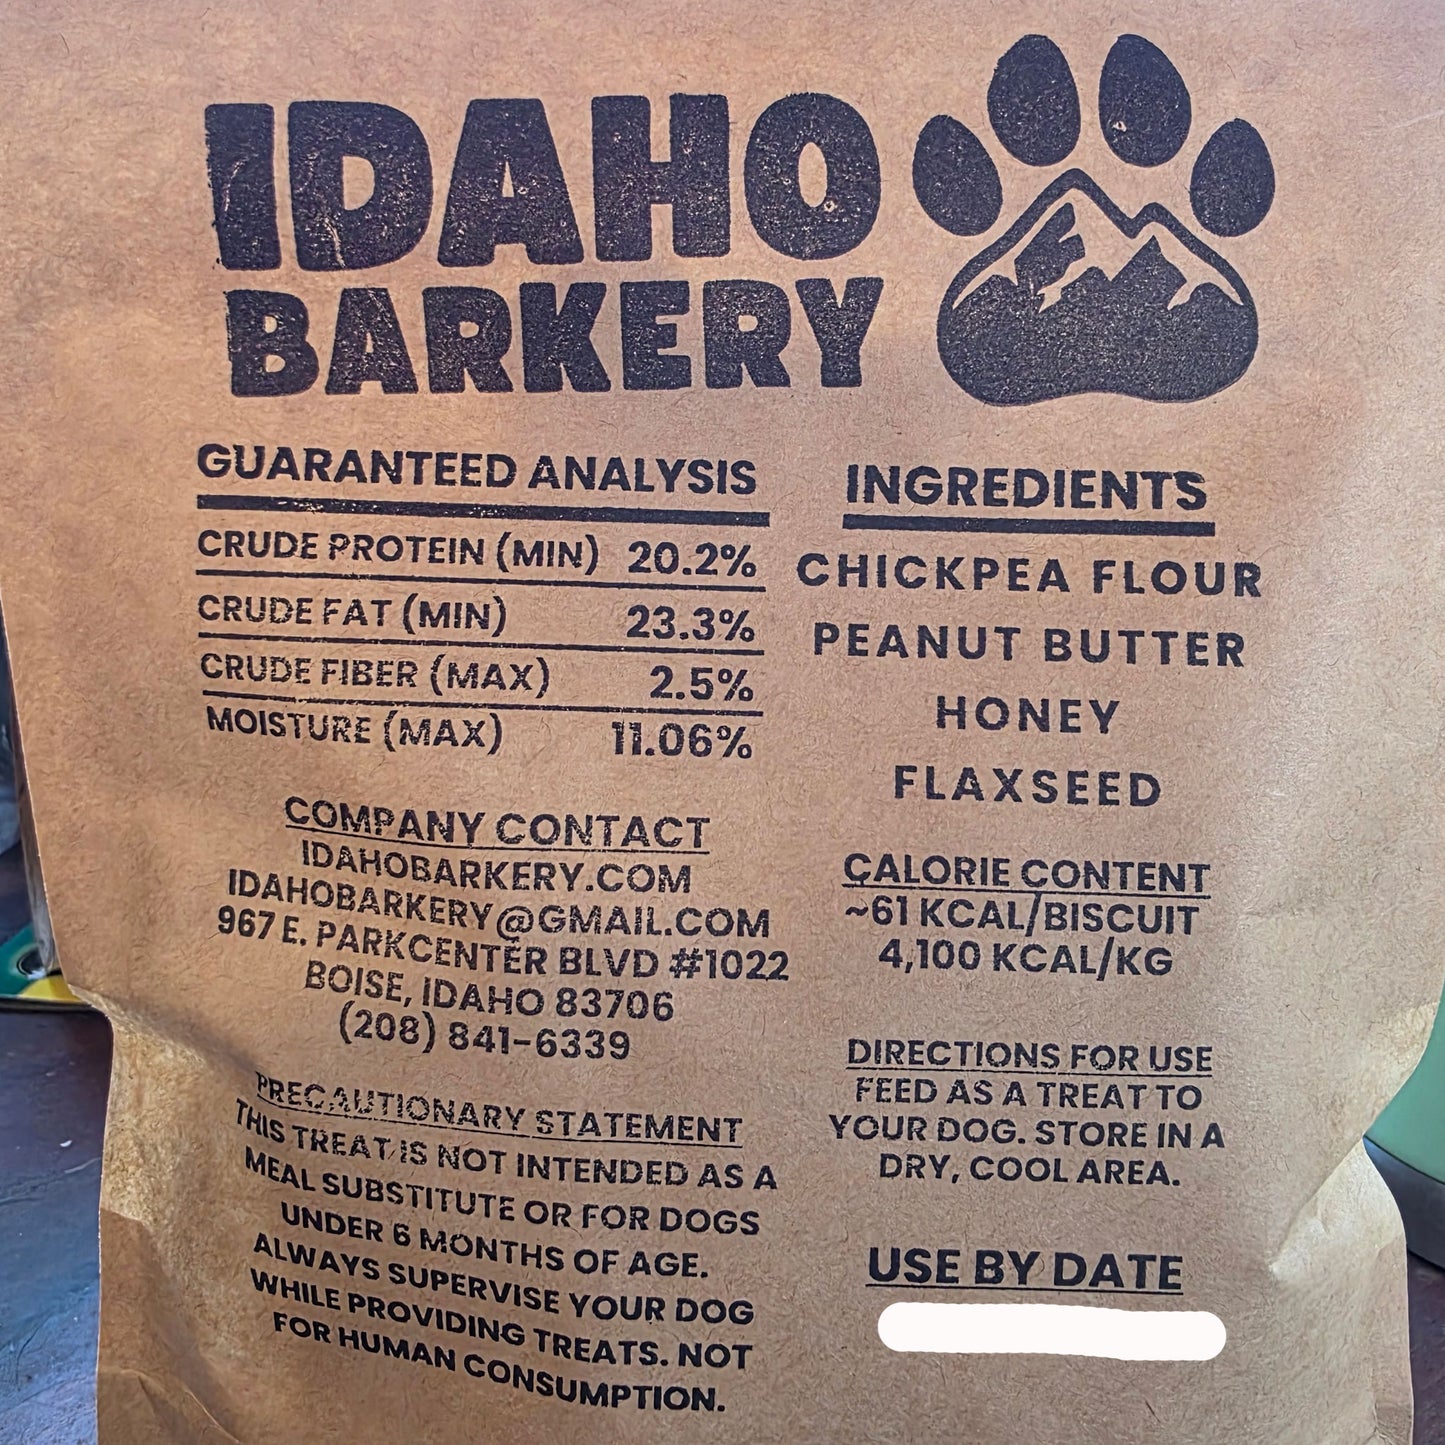 IDAHO
BARKERY
GUARANTEED ANALYSIS
CRUDE PROTEIN (MIN) 20.2%
CRUDE FAT (MIN) 23.3%
CRUDE FIBER (MAX) 2.5%
MOISTURE (MAX) 11.06%
INGREDIENTS
CHICKPEA FLOUR
PEANUT BUTTER
HONEY
FLAXSEED
COMPANY CONTACT
IDAHOBARKERY.COM
IDAHOBARKERY@GMAIL.COM
967 E. PARKCENTER BLVD #1022
BOISE, IDAHO 83706
(208) 841-6339
CALORIE CONTENT
~61 KCAL/BISCUIT
4,100 KCAL/KG
PRECAUTIONARY STATEMENT
THIS TREAT IS NOT INTENDED AS A
MEAL SUBSTITUTE OR FOR DOGS
UNDER 6 MONTHS OF AGE.
ALWAYS SUPERVISE YOUR DOG
WHILE PROVIDING TREATS. NOT
FOR HUMAN CONSUMPTION.
DIRECTIONS FOR USE
FEED AS A TREAT TO
YOUR DOG. STORE IN A
DRY, COOL AREA.
USE BY DATE